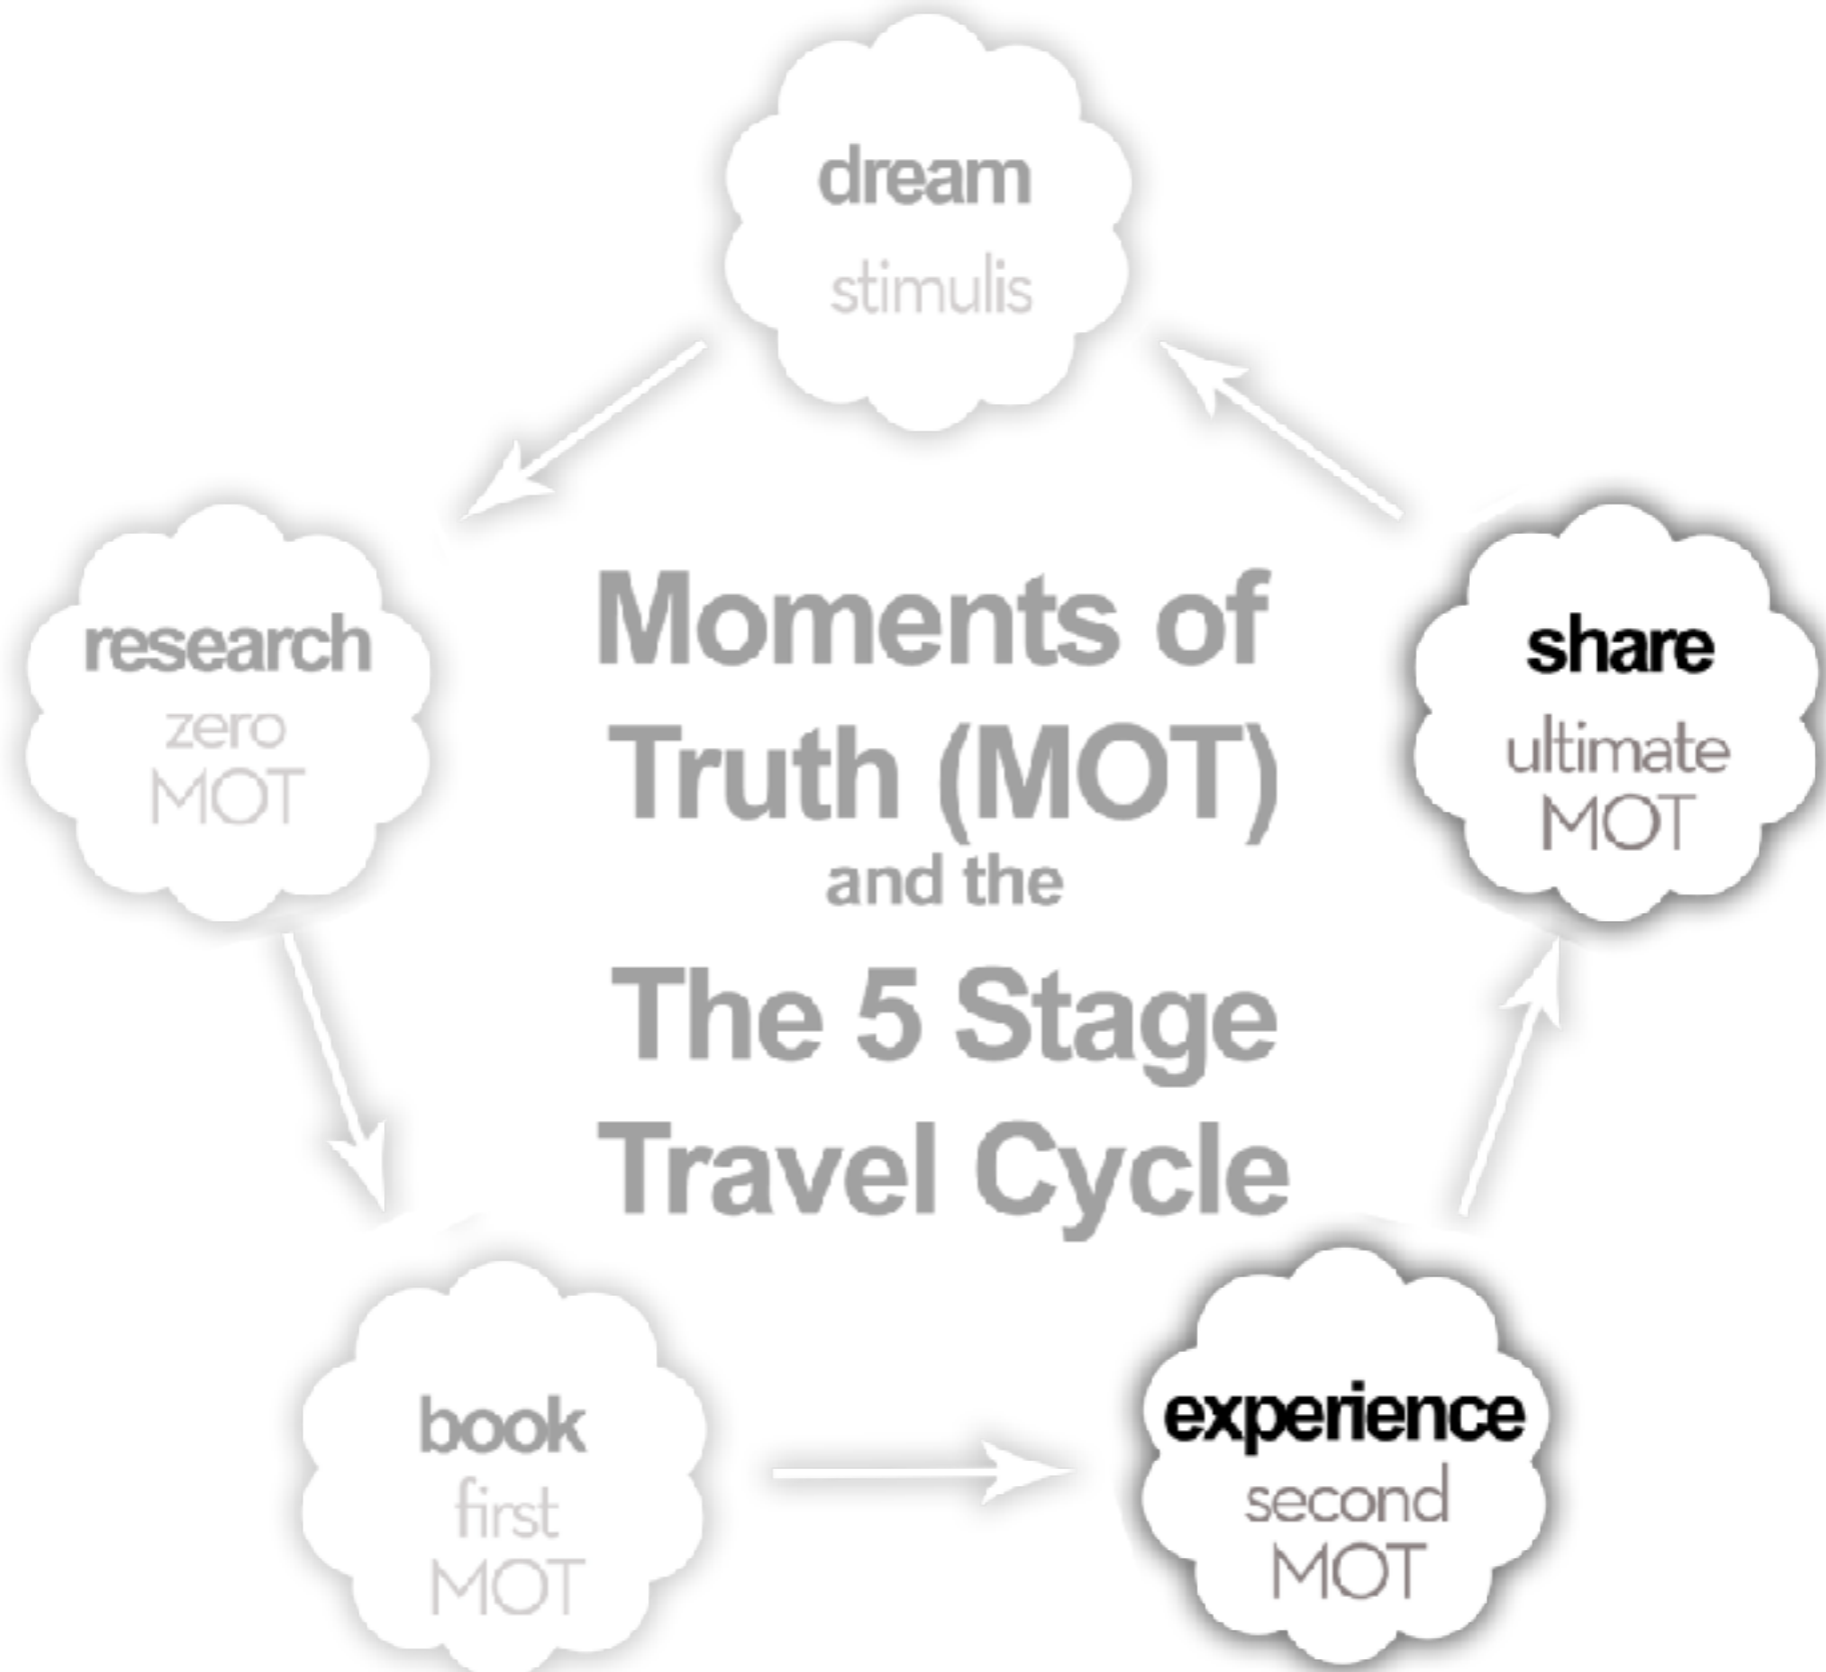 dream
stimulis
research
zero
MOT
Moments of
Truth (MOT)
and the
The 5 Stage
Travel Cycle
share
ultimate
MOT
book
first
MOT
experience
second
MOT